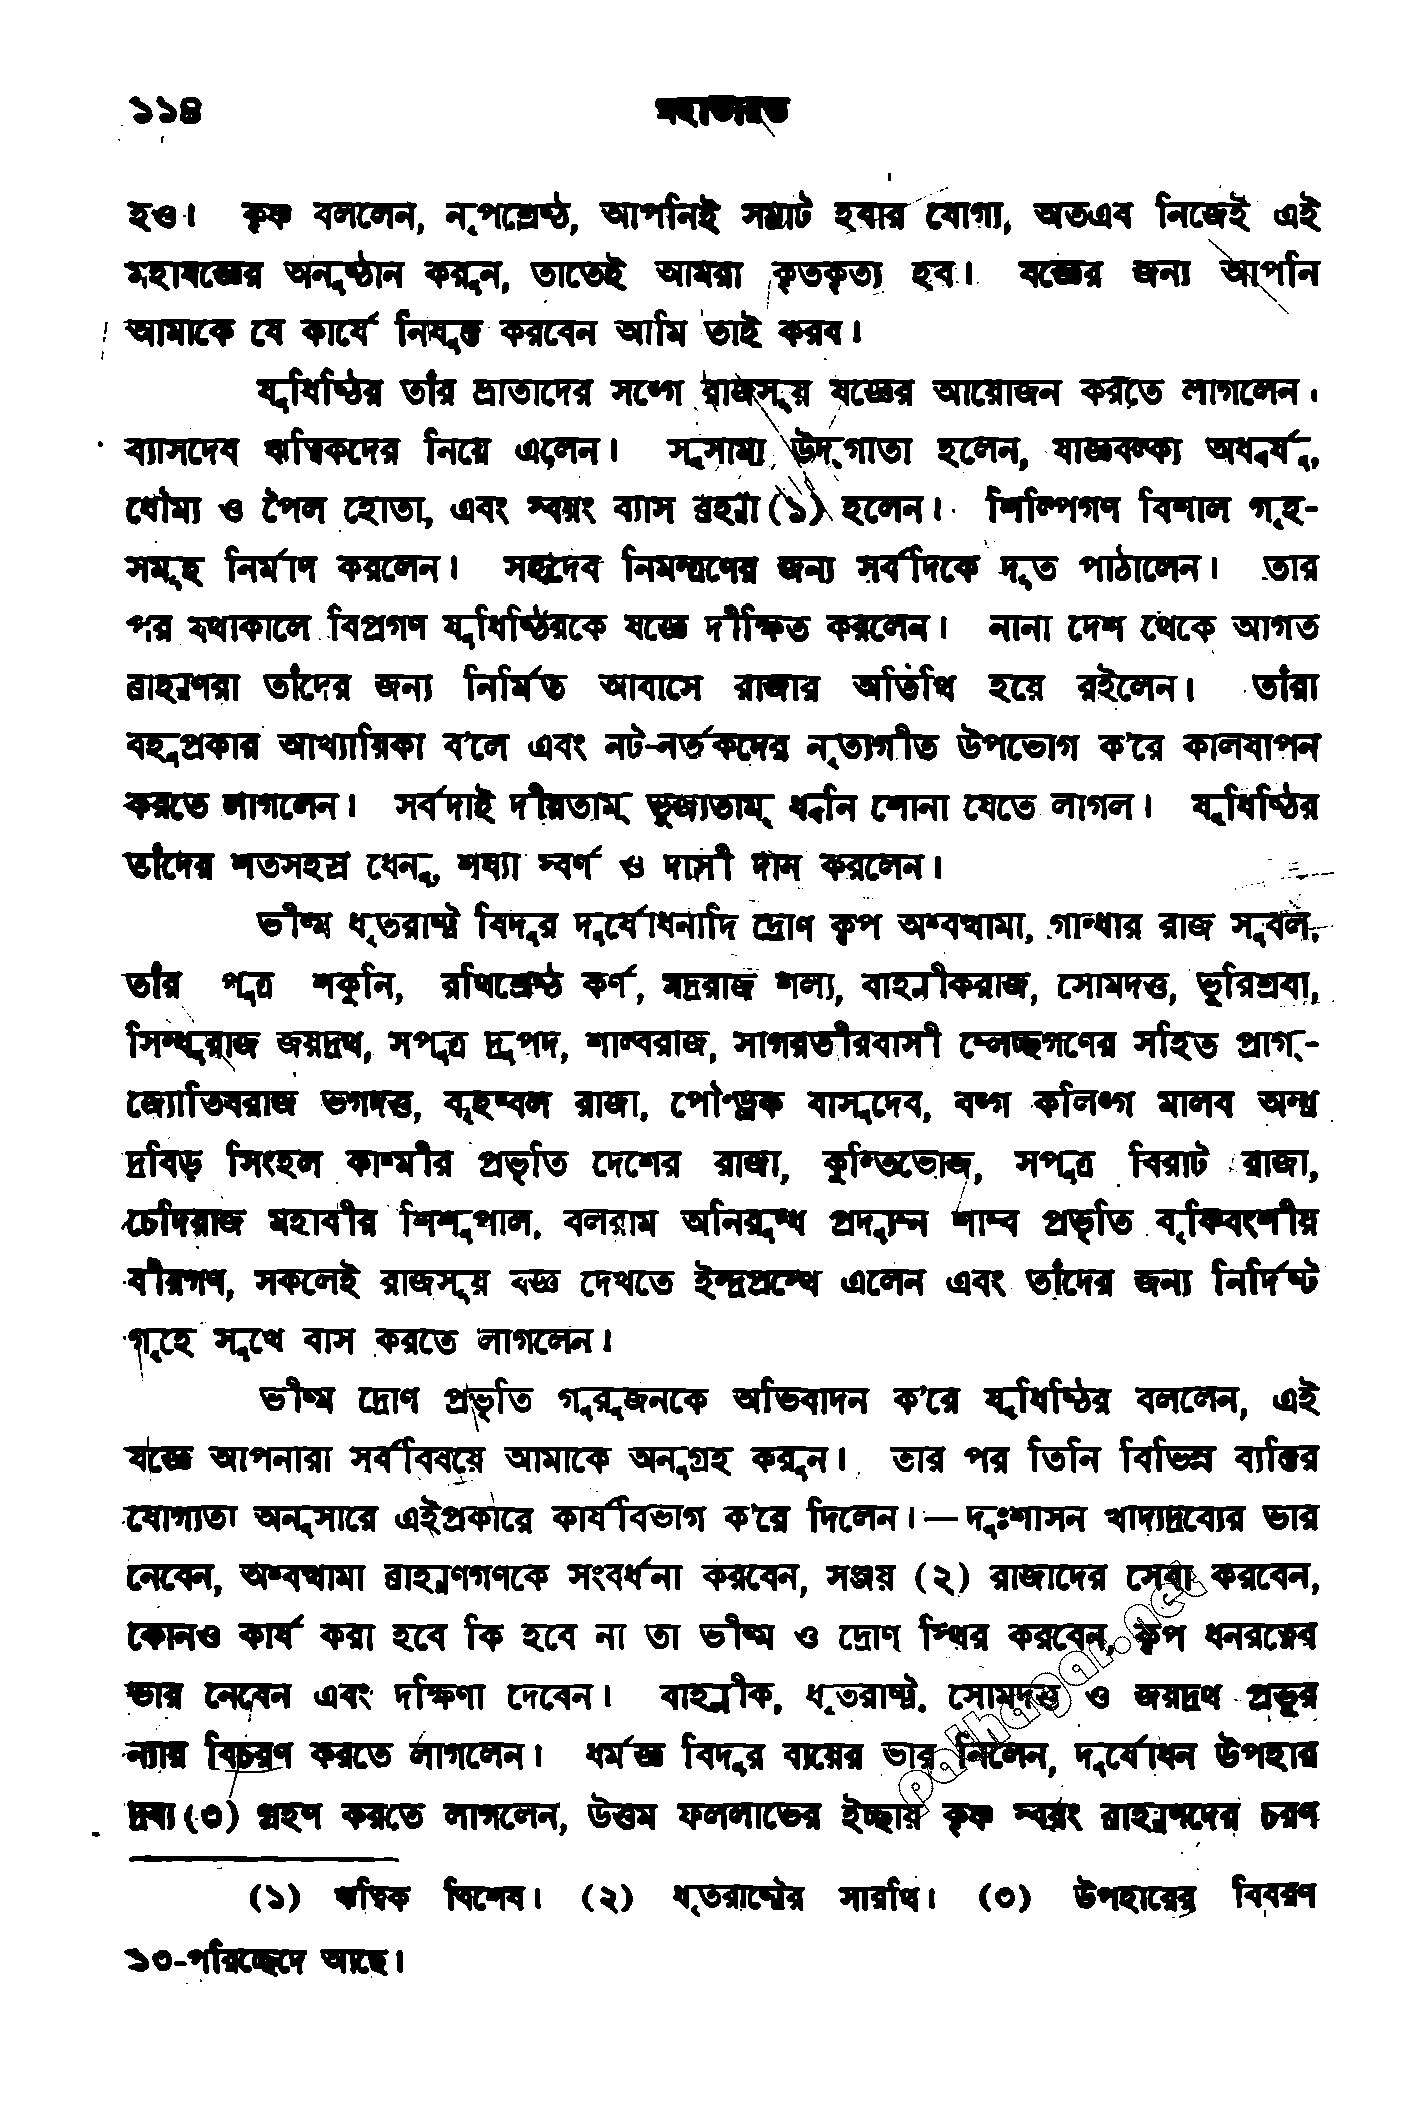 ১১৪ মহাভারত
হও। কৃষ্ণ বললেন, নৃপশ্রেষ্ঠ, আপনিই সম্রাট হবার যোগ্য, অতএব নিজেই এই
মহাযজ্ঞের অনুষ্ঠান করুন, তাতেই আমরা কৃতকৃত্য হব। যজ্ঞের জন্য আপনি
আমাকে যে কার্যে নিযুক্ত করবেন আমি তাই করব।
যুধিষ্ঠির তাঁর ভ্রাতাদের সঙ্গে রাজসূয় যজ্ঞের আয়োজন করতে লাগলেন।
ব্যাসদেব ঋত্বিকদের নিয়ে এলেন। সুসামা উদ্‌গাতা হলেন, যাজ্ঞবল্ক্য অধ্বর্যু,
ধৌম্য ও পৈল হোতা, এবং স্বয়ং ব্যাস ব্রহ্মা (১) হলেন। শিল্পিগণ বিশাল গৃহ-
সমূহ নির্মাণ করলেন। সহদেব নিমন্ত্রণের জন্য সর্বদিকে দূত পাঠালেন। তার
পর যথাকালে বিপ্রগণ যুধিষ্ঠিরকে যজ্ঞে দীক্ষিত করলেন। নানা দেশ থেকে আগত
ব্রাহ্মণরা তাঁদের জন্য নির্মিত আবাসে রাজার অতিথি হয়ে রইলেন। তাঁরা
বহুপ্রকার আখ্যায়িকা ব'লে এবং নট-নর্তকদের নৃত্যগীত উপভোগ ক'রে কালযাপন
করতে লাগলেন। সর্বদাই দীয়তাম্ ভুজ্যতাম্ ধ্বনি শোনা যেতে লাগল। যুধিষ্ঠির
তাঁদের শতসহস্র ধেনু, শয্যা স্বর্ণ ও দাসী দান করলেন।
ভীষ্ম ধৃতরাষ্ট্র বিদুর দুর্যোধনাদি দ্রোণ কৃপ অশ্বত্থামা, গান্ধার রাজ সুবল,
তাঁর পুত্র শকুনি, রথিশ্রেষ্ঠ কর্ণ, মদ্ররাজ শল্য, বাহ্লীকরাজ, সোমদত্ত, ভূরিশ্রবা,
সিন্ধুরাজ জয়দ্রথ, সপুত্র দ্রুপদ, শাল্বরাজ, সাগরতীরবাসী ম্লেচ্ছগণের সহিত প্রাগ্-
জ্যোতিষরাজ ভগদত্ত, বৃহদ্বল রাজা, পৌণ্ড্রক বাসুদেব, বঙ্গ কলিঙ্গ মালব অন্ধ্র
দ্রবিড় সিংহল কাশ্মীর প্রভৃতি দেশের রাজা, কুন্তিভোজ, সপুত্র বিরাট রাজা,
চেদিরাজ মহাবীর শিশুপাল, বলরাম অনিরুদ্ধ প্রদ্যুম্ন শাম্ব প্রভৃতি বৃষ্ণিবংশীয়
বীরগণ, সকলেই রাজসূয় যজ্ঞ দেখতে ইন্দ্রপ্রস্থে এলেন এবং তাঁদের জন্য নির্দিষ্ট
গৃহে সুখে বাস করতে লাগলেন।
ভীষ্ম দ্রোণ প্রভৃতি গুরুজনকে অভিবাদন ক'রে যুধিষ্ঠির বললেন, এই
যজ্ঞে আপনারা সর্ববিষয়ে আমাকে অনুগ্রহ করুন। তার পর তিনি বিভিন্ন ব্যক্তির
যোগ্যতা অনুসারে এইপ্রকারে কার্যবিভাগ ক'রে দিলেন।—দুঃশাসন খাদ্যদ্রব্যের ভার
নেবেন, অশ্বত্থামা ব্রাহ্মণগণকে সংবর্ধনা করবেন, সঞ্জয় (২) রাজাদের সেবা করবেন,
কোনও কার্য করা হবে কি হবে না তা ভীষ্ম ও দ্রোণ স্থির করবেন, কৃপ ধনরত্নের
ভার নেবেন এবং দক্ষিণা দেবেন। বাহ্লীক, ধৃতরাষ্ট্র, সোমদত্ত ও জয়দ্রথ প্রভুর
ন্যায় বিচরণ করতে লাগলেন। ধর্মজ্ঞ বিদুর ব্যয়ের ভার নিলেন, দুর্যোধন উপহার
দ্রব্য (৩) গ্রহণ করতে লাগলেন, উত্তম ফললাভের ইচ্ছায় কৃষ্ণ স্বয়ং ব্রাহ্মণদের চরণ
(১) ঋত্বিক বিশেষ। (২) ধৃতরাষ্ট্রের সারথি। (৩) উপহারের বিবরণ
১৩-পরিচ্ছেদে আছে।
pathagar.net